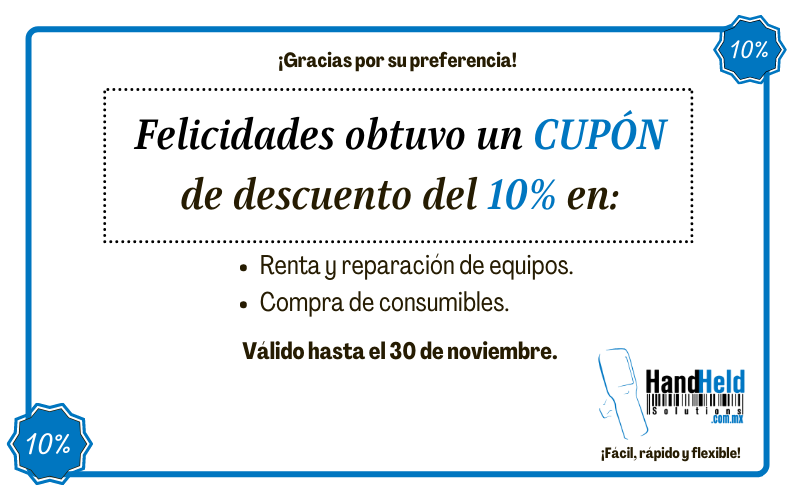 10%
¡Gracias por su preferencia!
Felicidades obtuvo un CUPÓN
de descuento del 10% en:
• Renta y reparación de equipos.
• Compra de consumibles.
Válido hasta el 30 de noviembre.
HandHeld
Solutions
.com.mx
¡Fácil, rápido y flexible!
10%